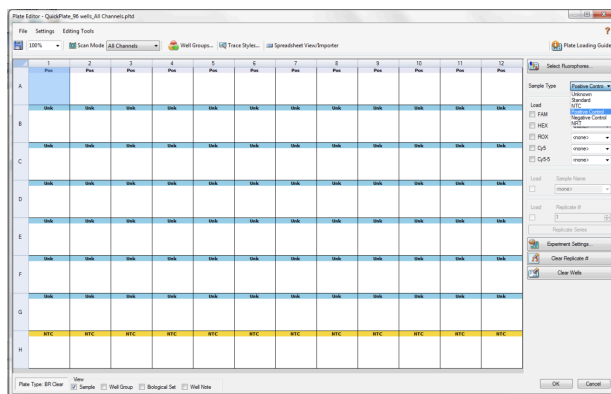 Plate Editor - QuickPlate_96 wells_All Channels.pltd
File Settings Editing Tools ?
100% Scan Mode All Channels Well Groups... Trace Styles... Spreadsheet View/Importer Plate Loading Guide
1 2 3 4 5 6 7 8 9 10 11 12
A Pos Pos Pos Pos Pos Pos Pos Pos Pos Pos Pos Pos
B Unk Unk Unk Unk Unk Unk Unk Unk Unk Unk Unk Unk
C Unk Unk Unk Unk Unk Unk Unk Unk Unk Unk Unk Unk
D Unk Unk Unk Unk Unk Unk Unk Unk Unk Unk Unk Unk
E Unk Unk Unk Unk Unk Unk Unk Unk Unk Unk Unk Unk
F Unk Unk Unk Unk Unk Unk Unk Unk Unk Unk Unk Unk
G Unk Unk Unk Unk Unk Unk Unk Unk Unk Unk Unk Unk
H NTC NTC NTC NTC NTC NTC NTC NTC NTC NTC NTC NTC
Select Fluorophores...
Sample Type Positive Control
Unknown
Standard
NTC
Positive Control
Negative Control
NRT
Load
FAM
HEX <none>
ROX <none>
Cy5 <none>
Cy5-5 <none>
Load Sample Name
<none>
Load Replicate #
1
Replicate Series
Experiment Settings...
Clear Replicate #
Clear Wells
Plate Type: BR Clear
View
Sample Well Group Biological Set Well Note
OK Cancel